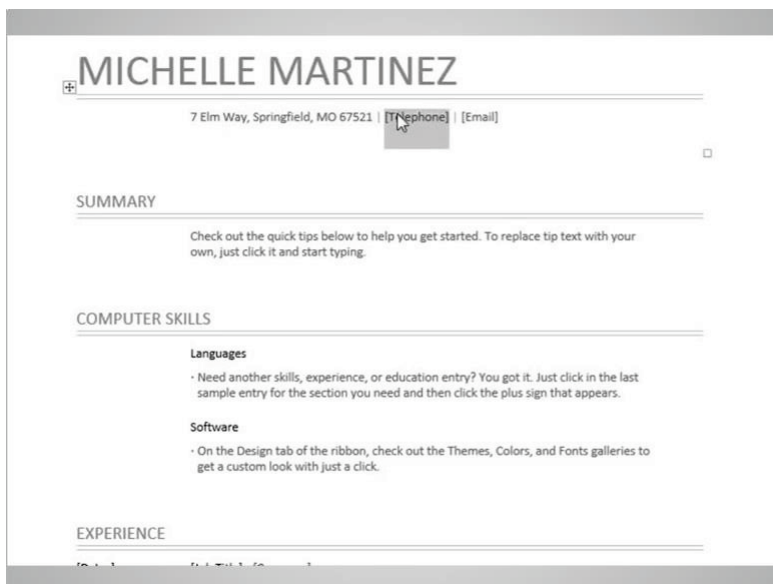 MICHELLE MARTINEZ
7 Elm Way, Springfield, MO 67521 | [Telephone] | [Email]
SUMMARY
Check out the quick tips below to help you get started. To replace tip text with your
own, just click it and start typing.
COMPUTER SKILLS
Languages
· Need another skills, experience, or education entry? You got it. Just click in the last
sample entry for the section you need and then click the plus sign that appears.
Software
· On the Design tab of the ribbon, check out the Themes, Colors, and Fonts galleries to
get a custom look with just a click.
EXPERIENCE